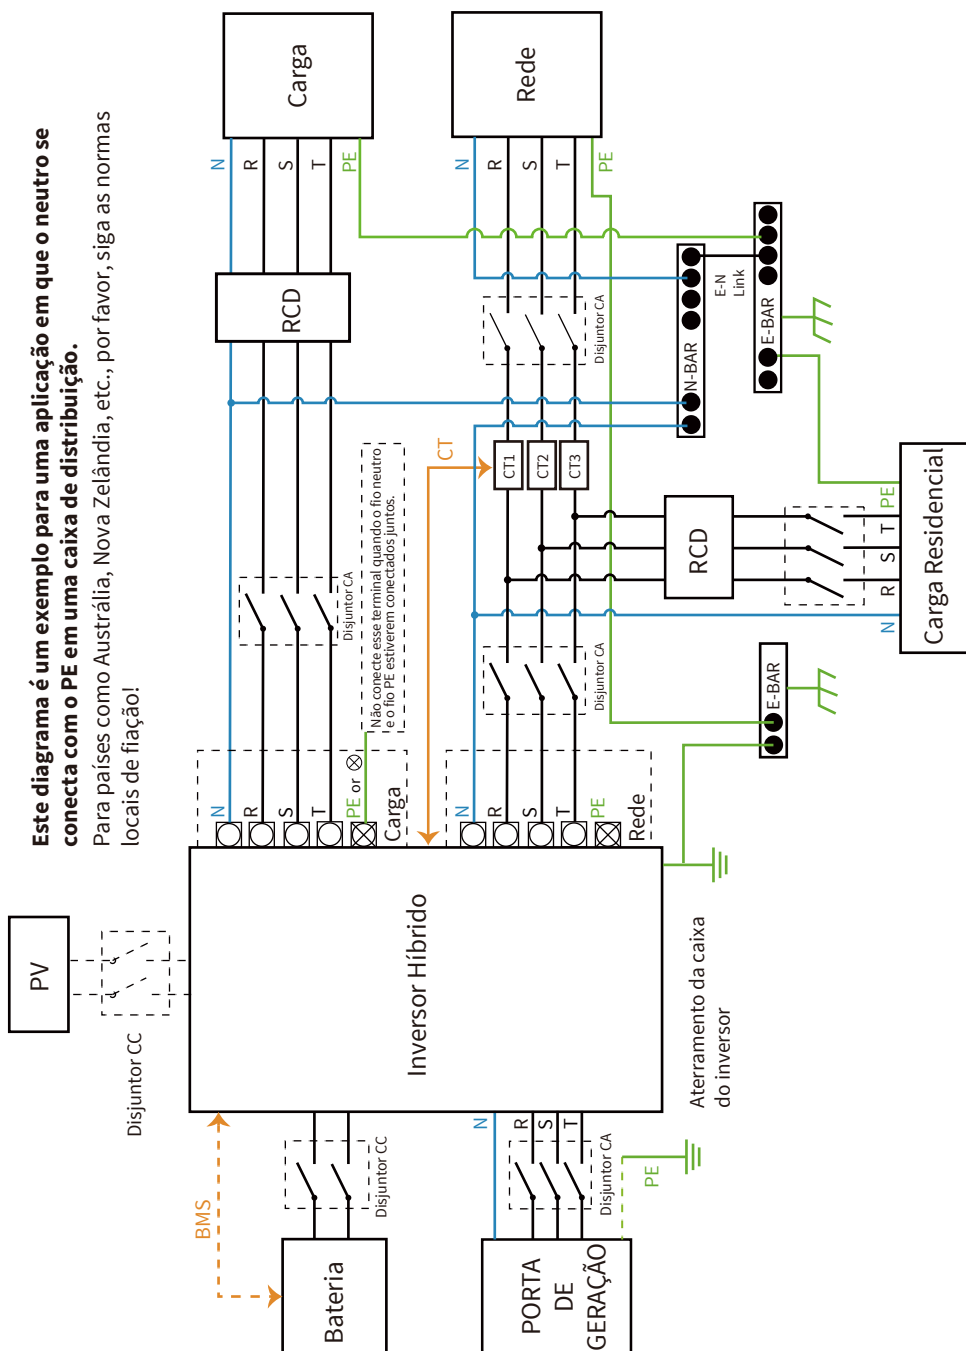 Este diagrama é um exemplo para uma aplicação em que o neutro se
conecta com o PE em uma caixa de distribuição.
Para países como Austrália, Nova Zelândia, etc., por favor, siga as normas
locais de fiação!
PV
Disjuntor CC
Carga
N
R
S
T
PE
RCD
Disjuntor CA
Não conecte esse terminal quando o fio neutro
e o fio PE estiverem conectados juntos.
N
R
S
T
PE or
Carga
Rede
N
R
S
T
PE
Disjuntor CA
CT
CT1
CT2
CT3
Disjuntor CA
N
R
S
T
PE
Rede
N-BAR
E-N
Link
E-BAR
RCD
N
R
S
T
PE
Carga Residencial
E-BAR
Inversor Híbrido
Aterramento da caixa
do inversor
BMS
Bateria
Disjuntor CC
N
R
S
T
Disjuntor CA
PE
PORTA
DE
GERAÇÃO